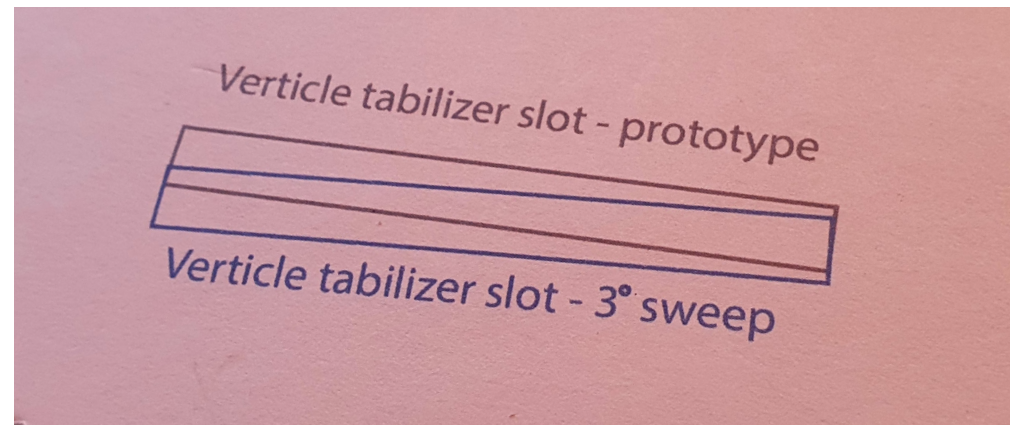 Verticle tabilizer slot - prototype
Verticle tabilizer slot - 3° sweep